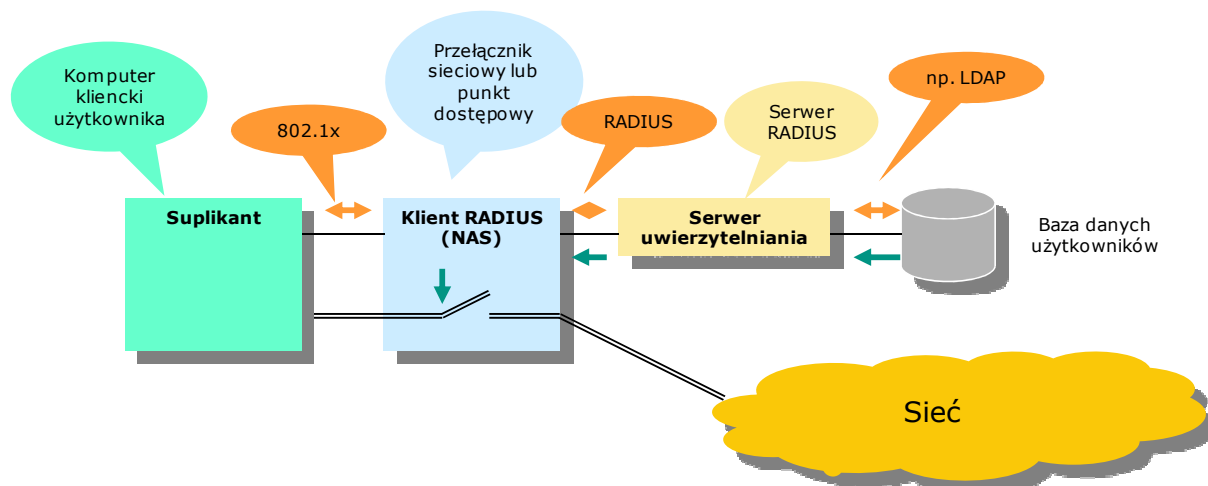 Komputer
kliencki
użytkownika
802.1x
Przełącznik
sieciowy lub
punkt
dostępowy
RADIUS
Serwer
RADIUS
np. LDAP
Suplikant
Klient RADIUS
(NAS)
Serwer
uwierzytelniania
Baza danych
użytkowników
Sieć